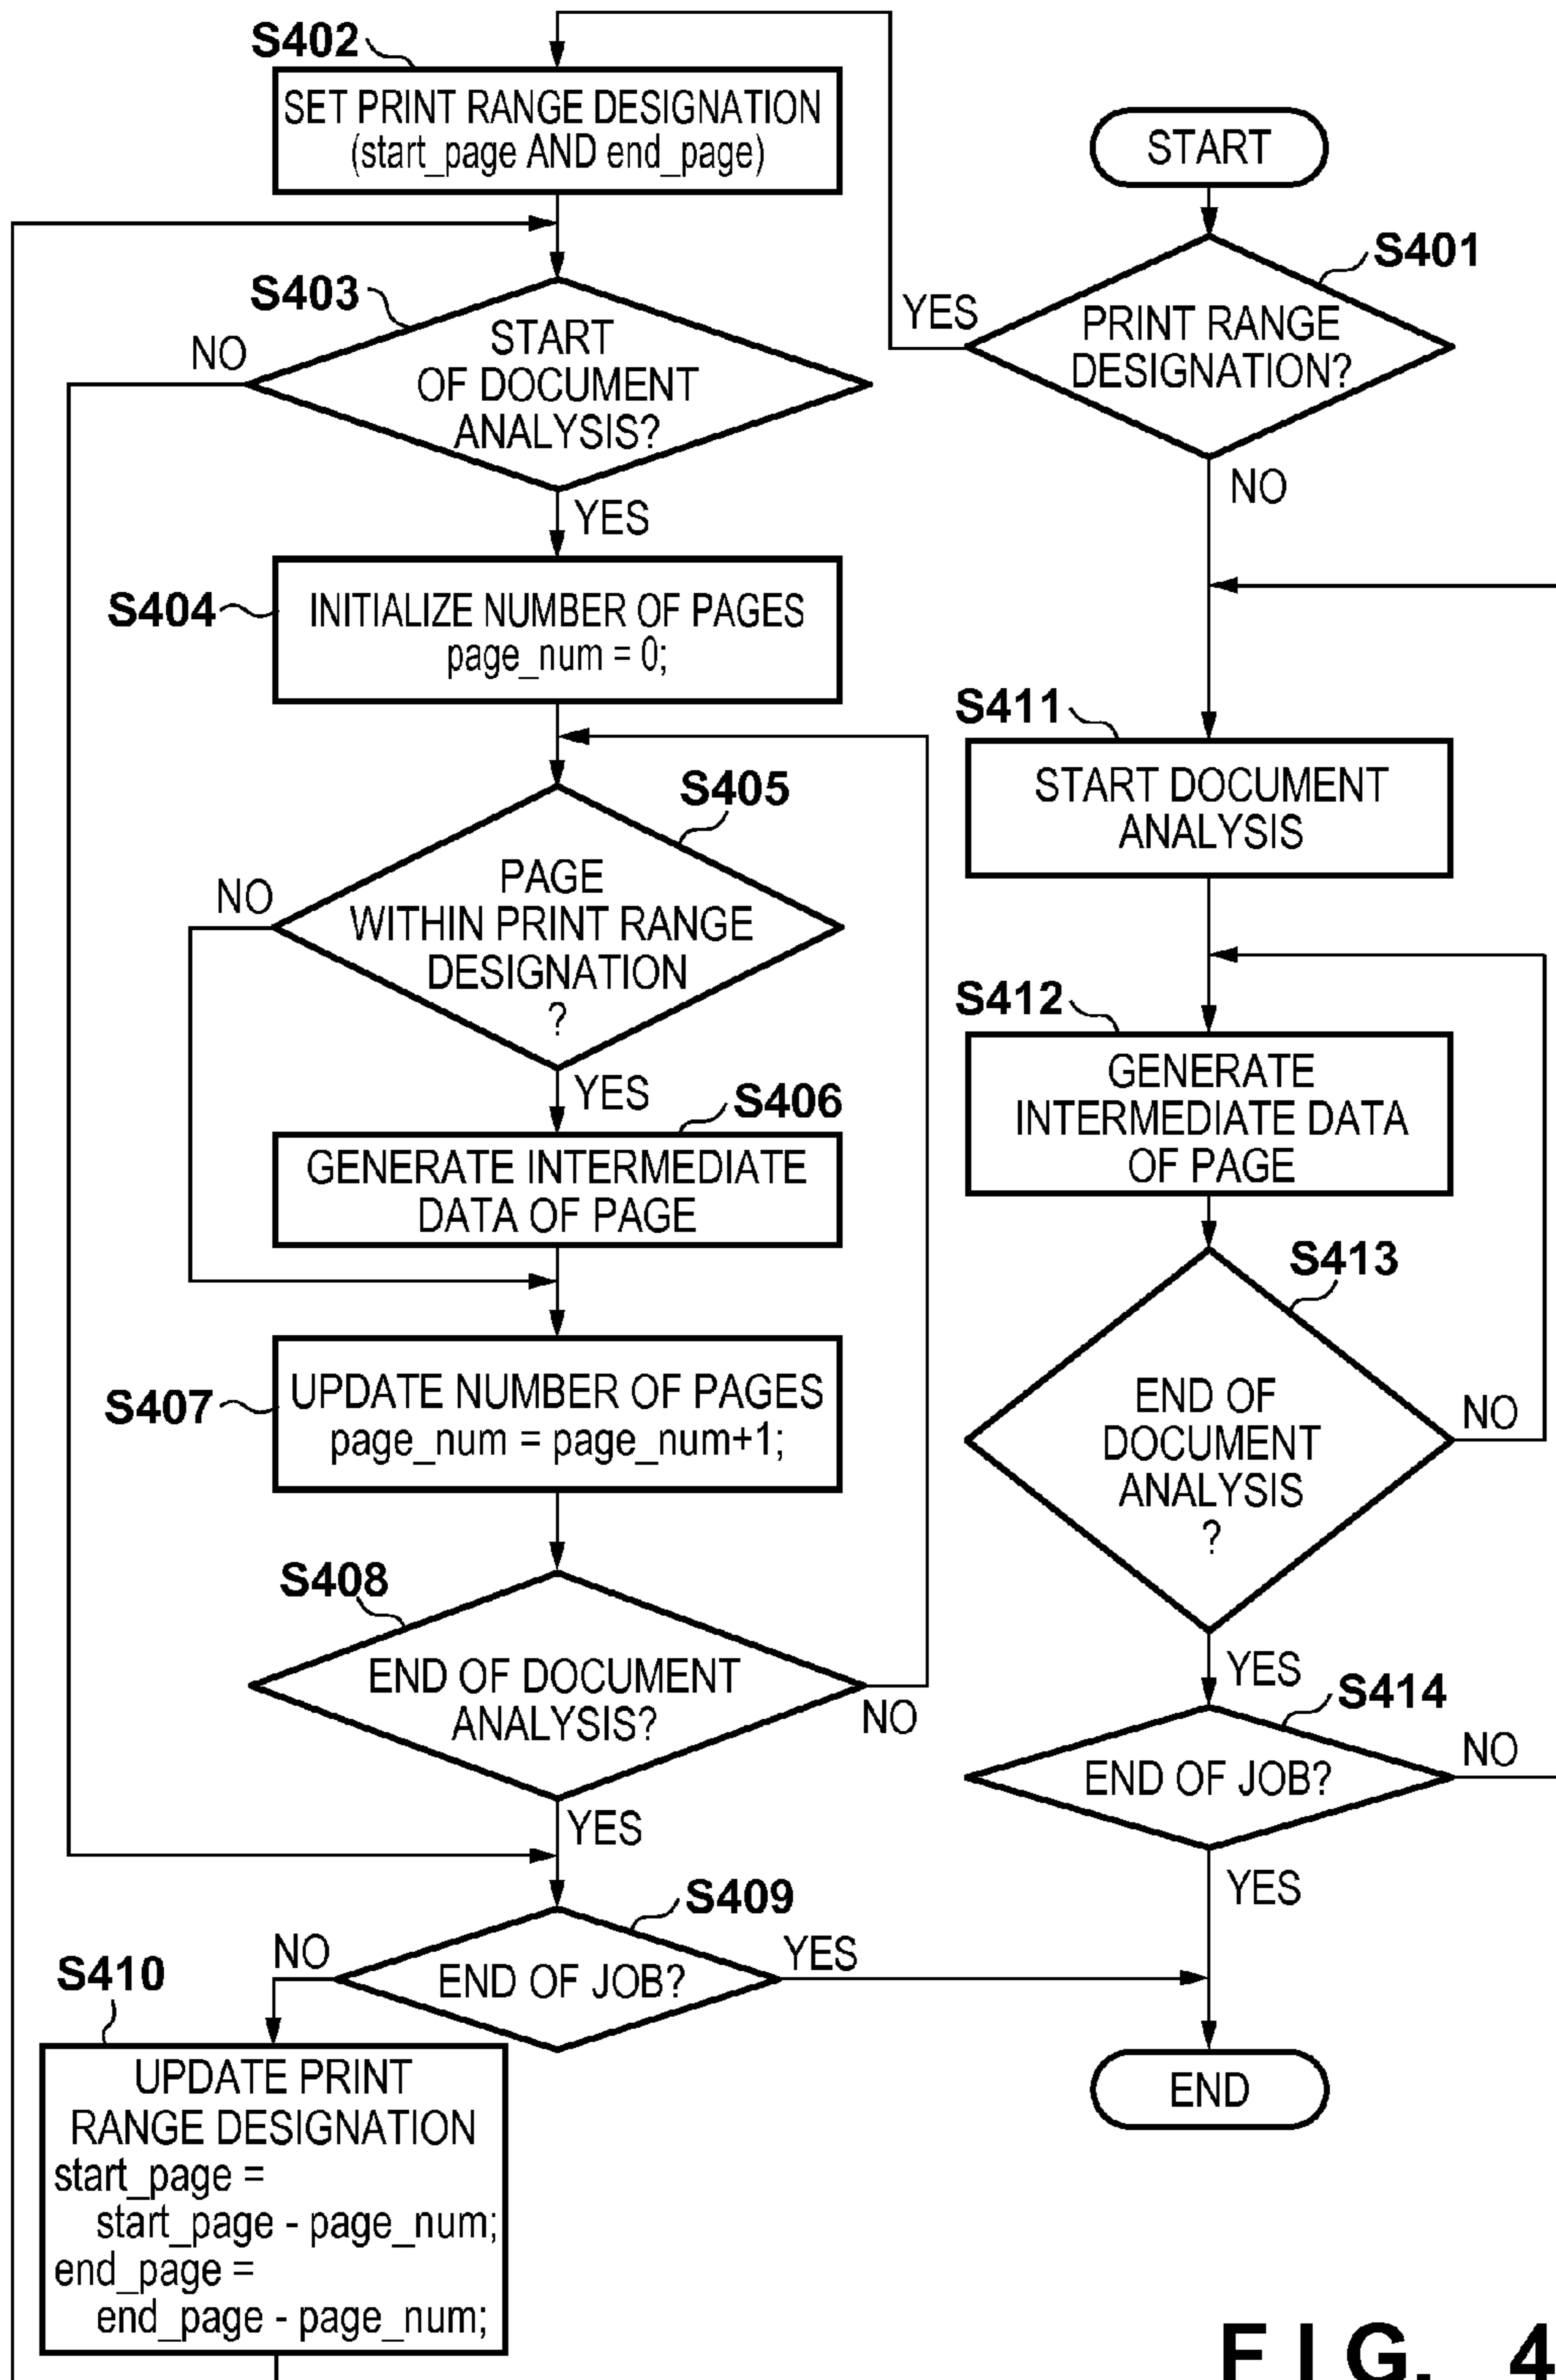 S402
SET PRINT RANGE DESIGNATION
(start_page AND end_page)
START
S401
PRINT RANGE
DESIGNATION?
YES
NO
S403
START
OF DOCUMENT
ANALYSIS?
NO
YES
S404
INITIALIZE NUMBER OF PAGES
page_num = 0;
S405
PAGE
WITHIN PRINT RANGE
DESIGNATION
?
NO
YES
S406
GENERATE INTERMEDIATE
DATA OF PAGE
S407
UPDATE NUMBER OF PAGES
page_num = page_num+1;
S408
END OF DOCUMENT
ANALYSIS?
NO
YES
S409
END OF JOB?
NO
YES
S410
UPDATE PRINT
RANGE DESIGNATION
start_page =
start_page - page_num;
end_page =
end_page - page_num;
S411
START DOCUMENT
ANALYSIS
S412
GENERATE
INTERMEDIATE DATA
OF PAGE
S413
END OF
DOCUMENT
ANALYSIS
?
NO
YES
S414
END OF JOB?
NO
YES
END
FIG. 4